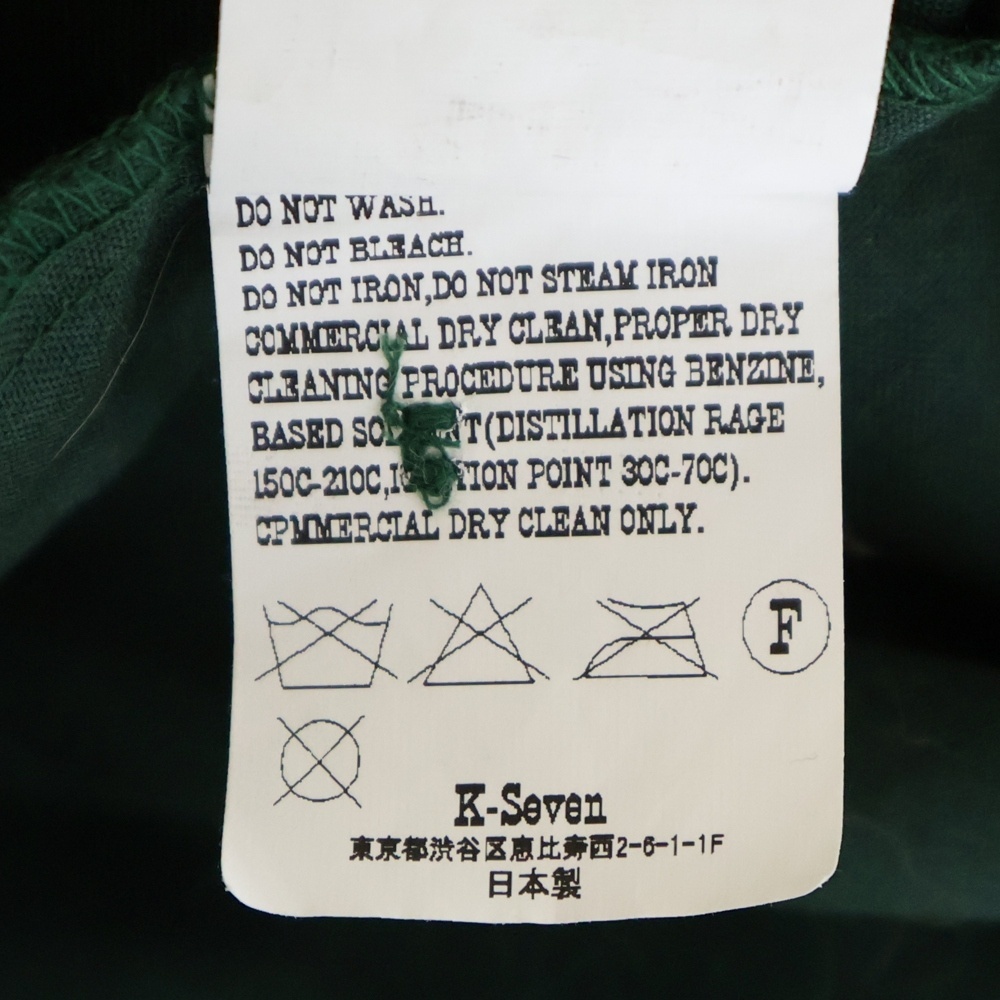 DO NOT WASH.
DO NOT BLEACH.
DO NOT IRON,DO NOT STEAM IRON
COMMERCIAL DRY CLEAN,PROPER DRY
CLEANING PROCEDURE USING BENZINE,
BASED (DISTILLATION RAGE
150C-210C, POINT 30C-70C).
CPMMERCIAL DRY CLEAN ONLY.
F
K-Seven
東京都渋谷区恵比寿西2-6-1-1F
日本製